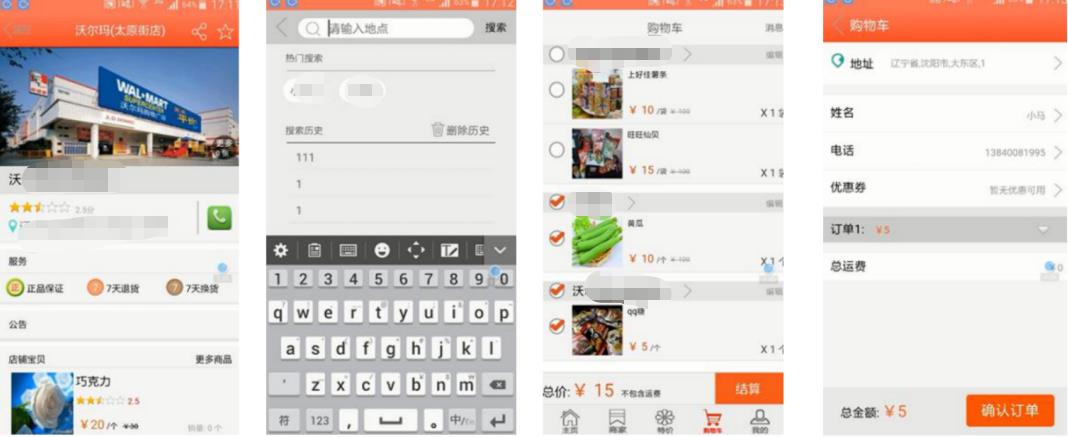 17:11
沃尔玛(太原街店)
WAL-MART
SUPERCENTER
沃
2.5分
服务
正品保证
7天退货
7天换货
公告
店铺宝贝
更多商品
巧克力
2.5
￥20/个
￥30
销量:0个
17:12
请输入地点
搜索
热门搜索
搜索历史
删除历史
111
1
1
1 2 3 4 5 6 7 8 9 0
q w e r t y u i o p
a s d f g h j k l
z x c v b n m
符 123 , 。 中/
购物车
消息
编辑
上好佳薯条
￥10/袋 ￥100
X 1
旺旺仙贝
￥15/袋 ￥100
X 1
编辑
黄瓜
￥10/个 ￥100
X 1
沃
编辑
qq糖
￥5/个
X 1个
总价: ￥15 不包含运费
结算
主页 商家 特价 购物车 我的
购物车
地址 辽宁省,沈阳市,大东区,1
姓名 小马
电话 13840081995
优惠券 暂无优惠可用
订单1: ￥5
总运费
0
总金额: ￥5
确认订单